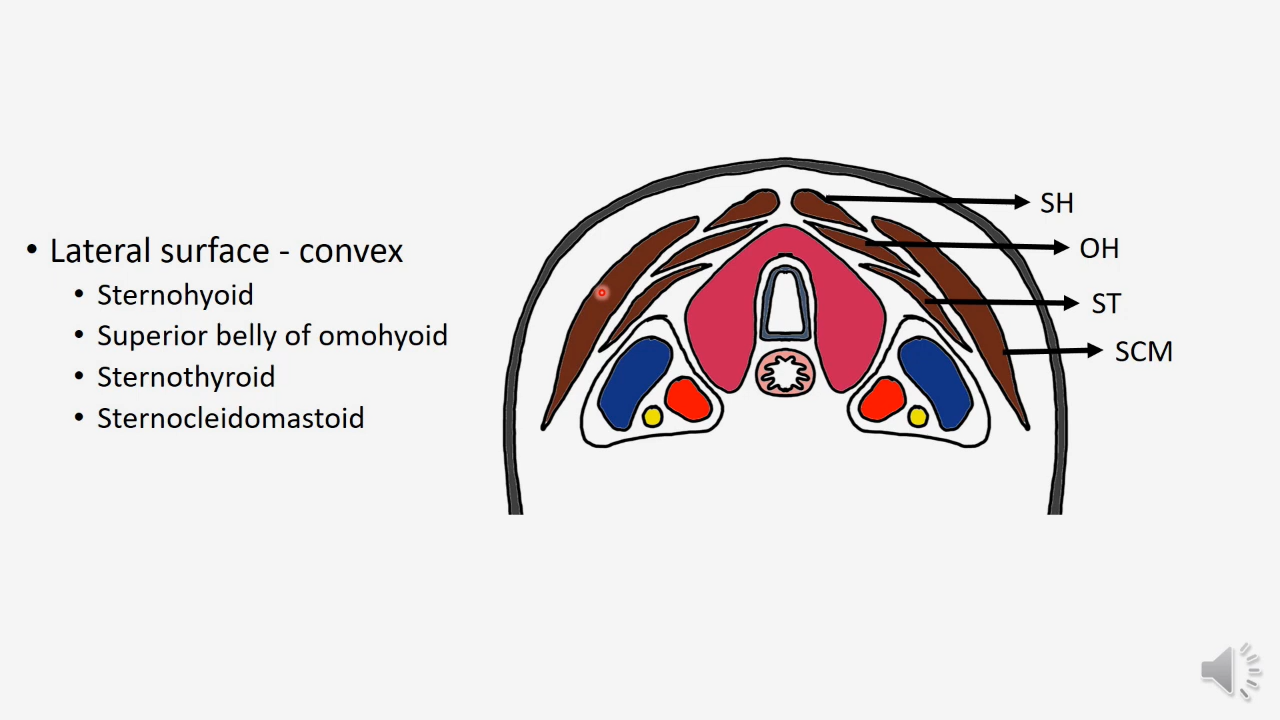 • Lateral surface - convex
• Sternohyoid
• Superior belly of omohyoid
• Sternothyroid
• Sternocleidomastoid
SH
OH
ST
SCM